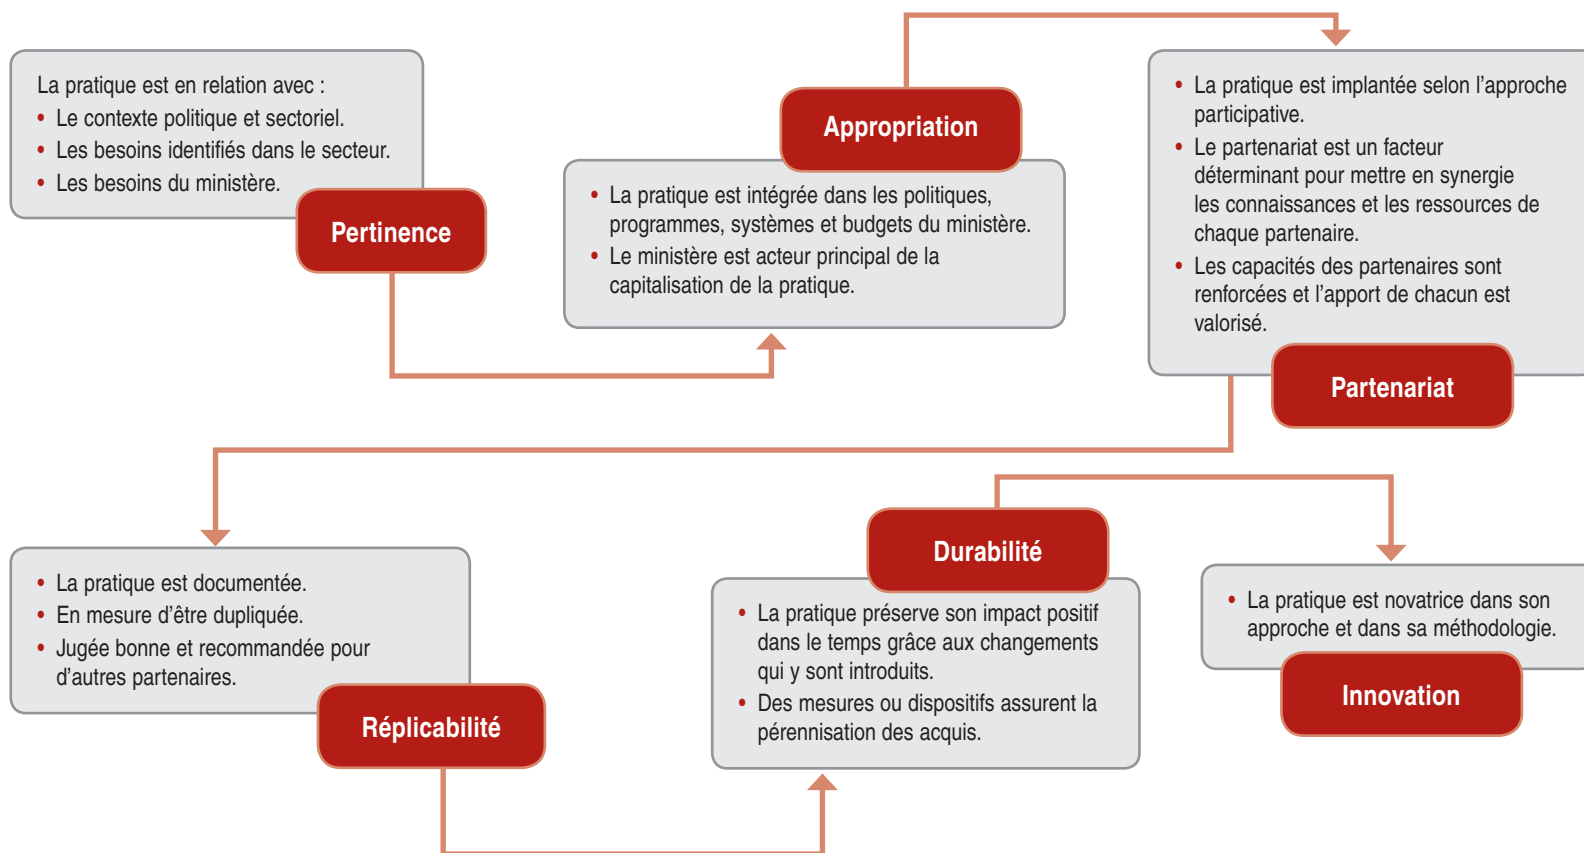 La pratique est en relation avec :
• Le contexte politique et sectoriel.
• Les besoins identifiés dans le secteur.
• Les besoins du ministère.
Pertinence
Appropriation
• La pratique est intégrée dans les politiques,
programmes, systèmes et budgets du ministère.
• Le ministère est acteur principal de la
capitalisation de la pratique.
• La pratique est implantée selon l’approche
participative.
• Le partenariat est un facteur
déterminant pour mettre en synergie
les connaissances et les ressources de
chaque partenaire.
• Les capacités des partenaires sont
renforcées et l’apport de chacun est
valorisé.
Partenariat
• La pratique est documentée.
• En mesure d’être dupliquée.
• Jugée bonne et recommandée pour
d’autres partenaires.
Réplicabilité
Durabilité
• La pratique préserve son impact positif
dans le temps grâce aux changements
qui y sont introduits.
• Des mesures ou dispositifs assurent la
pérennisation des acquis.
• La pratique est novatrice dans son
approche et dans sa méthodologie.
Innovation